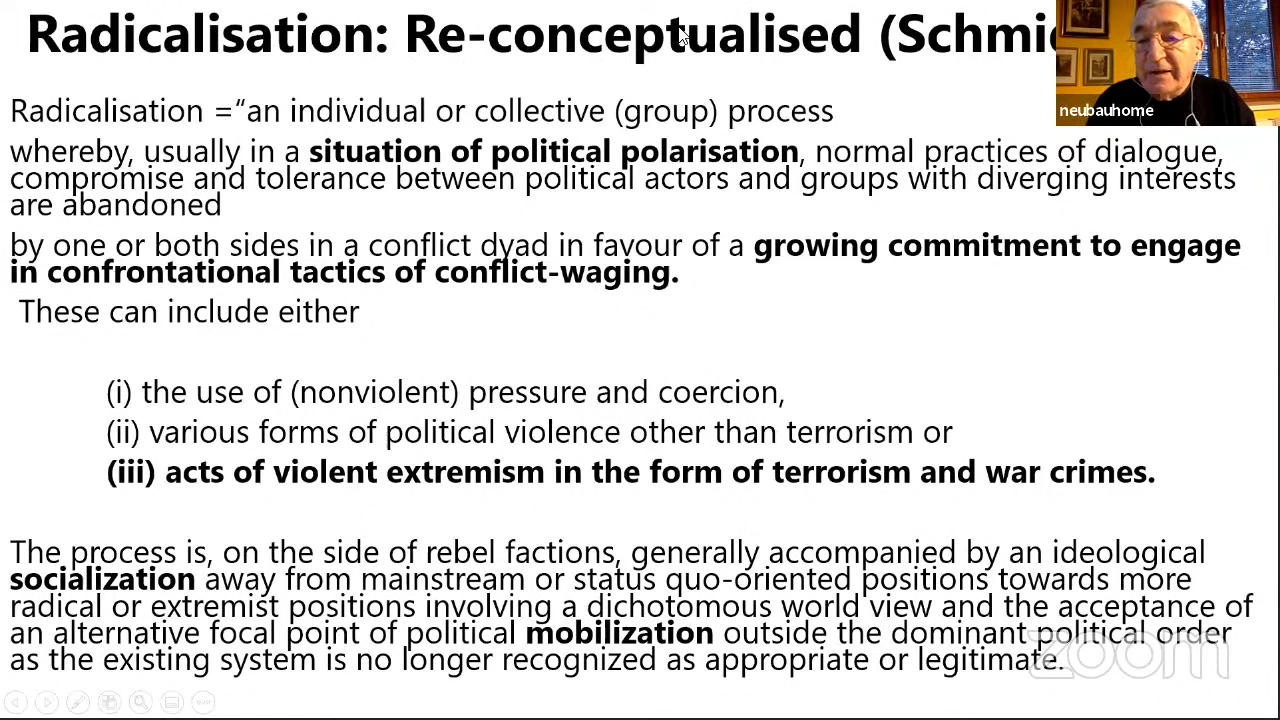 Radicalisation: Re-conceptualised (Schmi
neubauhome
Radicalisation =“an individual or collective (group) process
whereby, usually in a situation of political polarisation, normal practices of dialogue,
compromise and tolerance between political actors and groups with diverging interests
are abandoned
by one or both sides in a conflict dyad in favour of a growing commitment to engage
in confrontational tactics of conflict-waging.
These can include either
(i) the use of (nonviolent) pressure and coercion,
(ii) various forms of political violence other than terrorism or
(iii) acts of violent extremism in the form of terrorism and war crimes.
The process is, on the side of rebel factions, generally accompanied by an ideological
socialization away from mainstream or status quo-oriented positions towards more
radical or extremist positions involving a dichotomous world view and the acceptance of
an alternative focal point of political mobilization outside the dominant political order
as the existing system is no longer recognized as appropriate or legitimate.
zoom